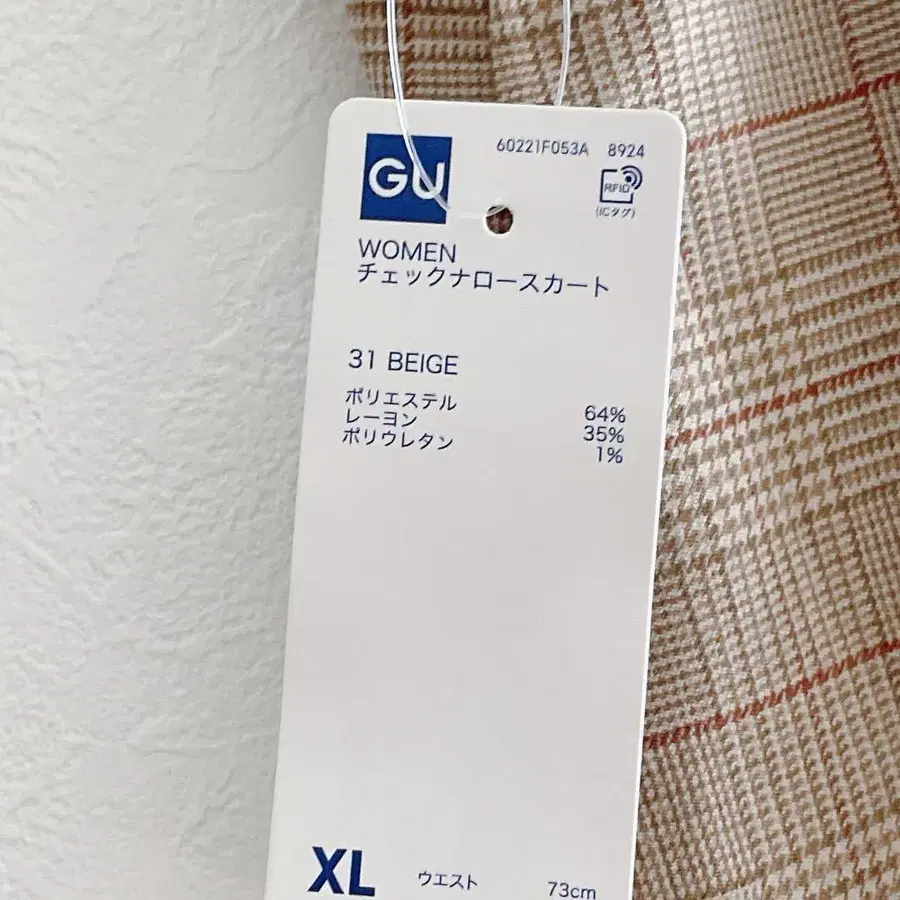 GU
60221F053A 8924
RFID
(ICタグ)
WOMEN
チェックナロースカート
31 BEIGE
ポリエステル 64%
レーヨン 35%
ポリウレタン 1%
XL ウエスト 73cm